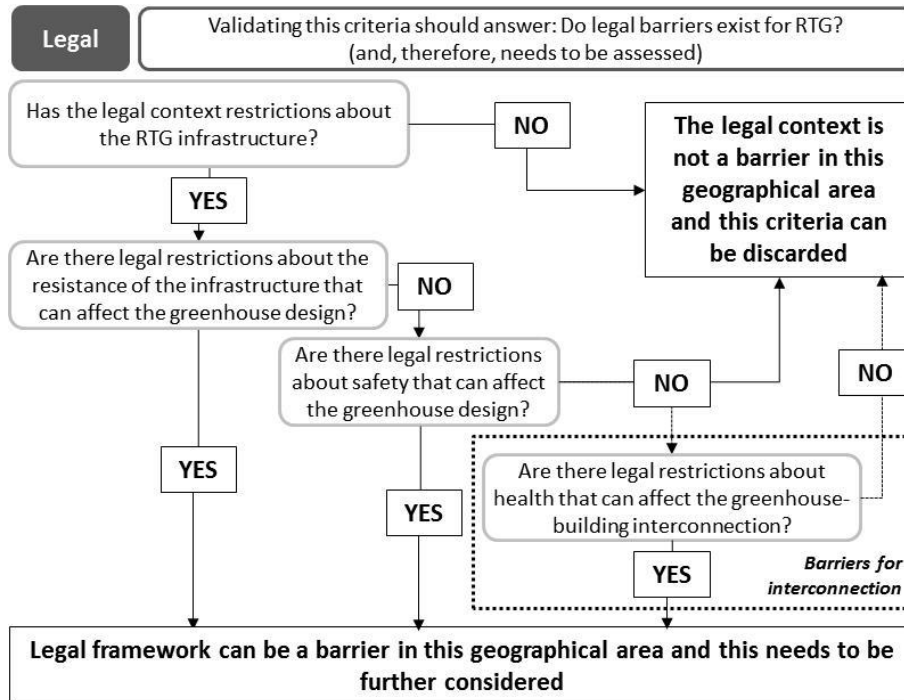 Legal
Validating this criteria should answer: Do legal barriers exist for RTG?
(and, therefore, needs to be assessed)
Has the legal context restrictions about
the RTG infrastructure?
NO
The legal context is
not a barrier in this
geographical area
and this criteria can
be discarded
YES
Are there legal restrictions about the
resistance of the infrastructure that
can affect the greenhouse design?
NO
Are there legal restrictions
about safety that can affect
the greenhouse design?
NO
NO
YES
Are there legal restrictions about
health that can affect the greenhouse-
building interconnection?
YES
YES
Barriers for
interconnection
Legal framework can be a barrier in this geographical area and this needs to be
further considered